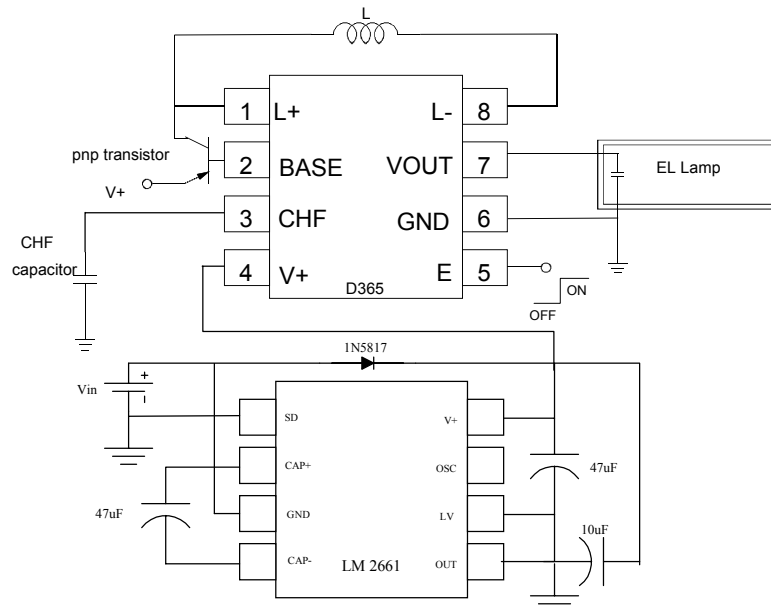 L
1 L+ L- 8
pnp transistor
2 BASE VOUT 7
EL Lamp
V+
3 CHF GND 6
CHF
capacitor
4 V+ E 5
D365
ON
OFF
1N5817
Vin
+
SD V+
CAP+ OSC
47uF
47uF
GND LV
10uF
CAP- LM 2661 OUT